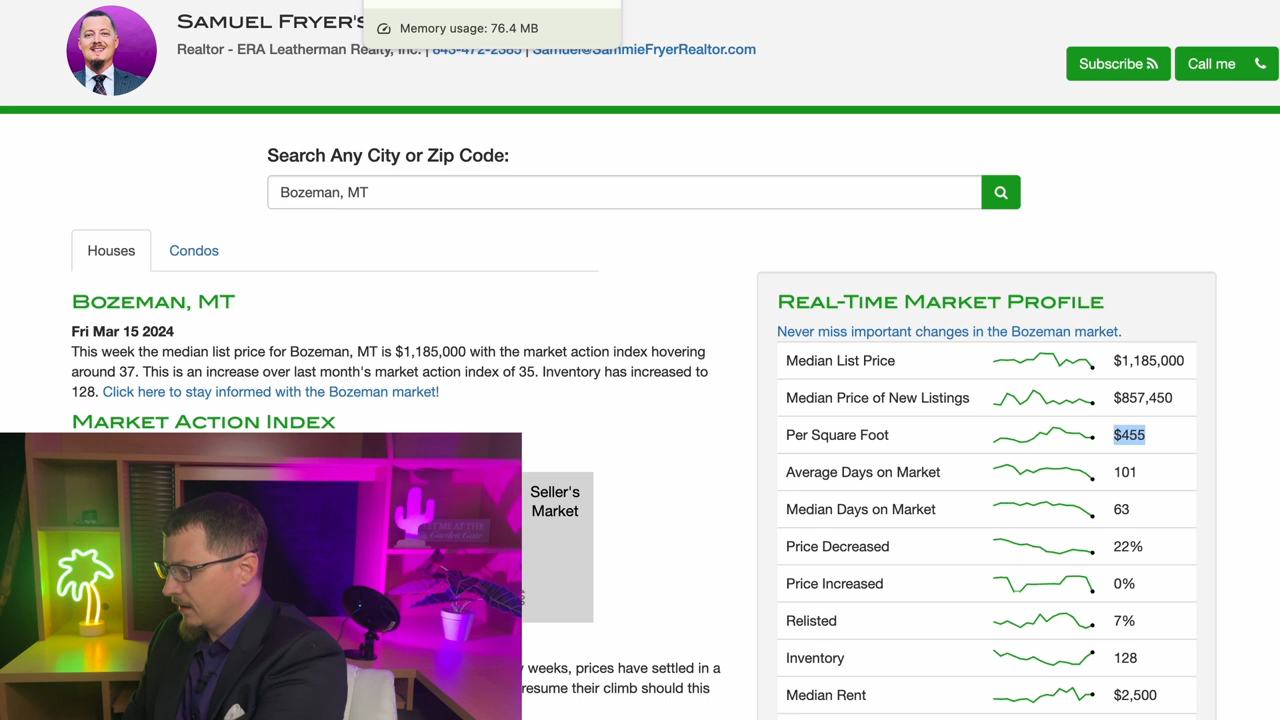 SAMUEL FRYER'S
Memory usage: 76.4 MB
Realtor - ERA Leatherman Realty, Inc. | 843-472-2385 | Samuel@SammieFryerRealtor.com
Subscribe
Call me
Search Any City or Zip Code:
Bozeman, MT
Houses
Condos
BOZEMAN, MT
Fri Mar 15 2024
This week the median list price for Bozeman, MT is $1,185,000 with the market action index hovering
around 37. This is an increase over last month's market action index of 35. Inventory has increased to
128. Click here to stay informed with the Bozeman market!
MARKET ACTION INDEX
Seller's
Market
weeks, prices have settled in a
resume their climb should this
REAL-TIME MARKET PROFILE
Never miss important changes in the Bozeman market.
Median List Price $1,185,000
Median Price of New Listings $857,450
Per Square Foot $455
Average Days on Market 101
Median Days on Market 63
Price Decreased 22%
Price Increased 0%
Relisted 7%
Inventory 128
Median Rent $2,500